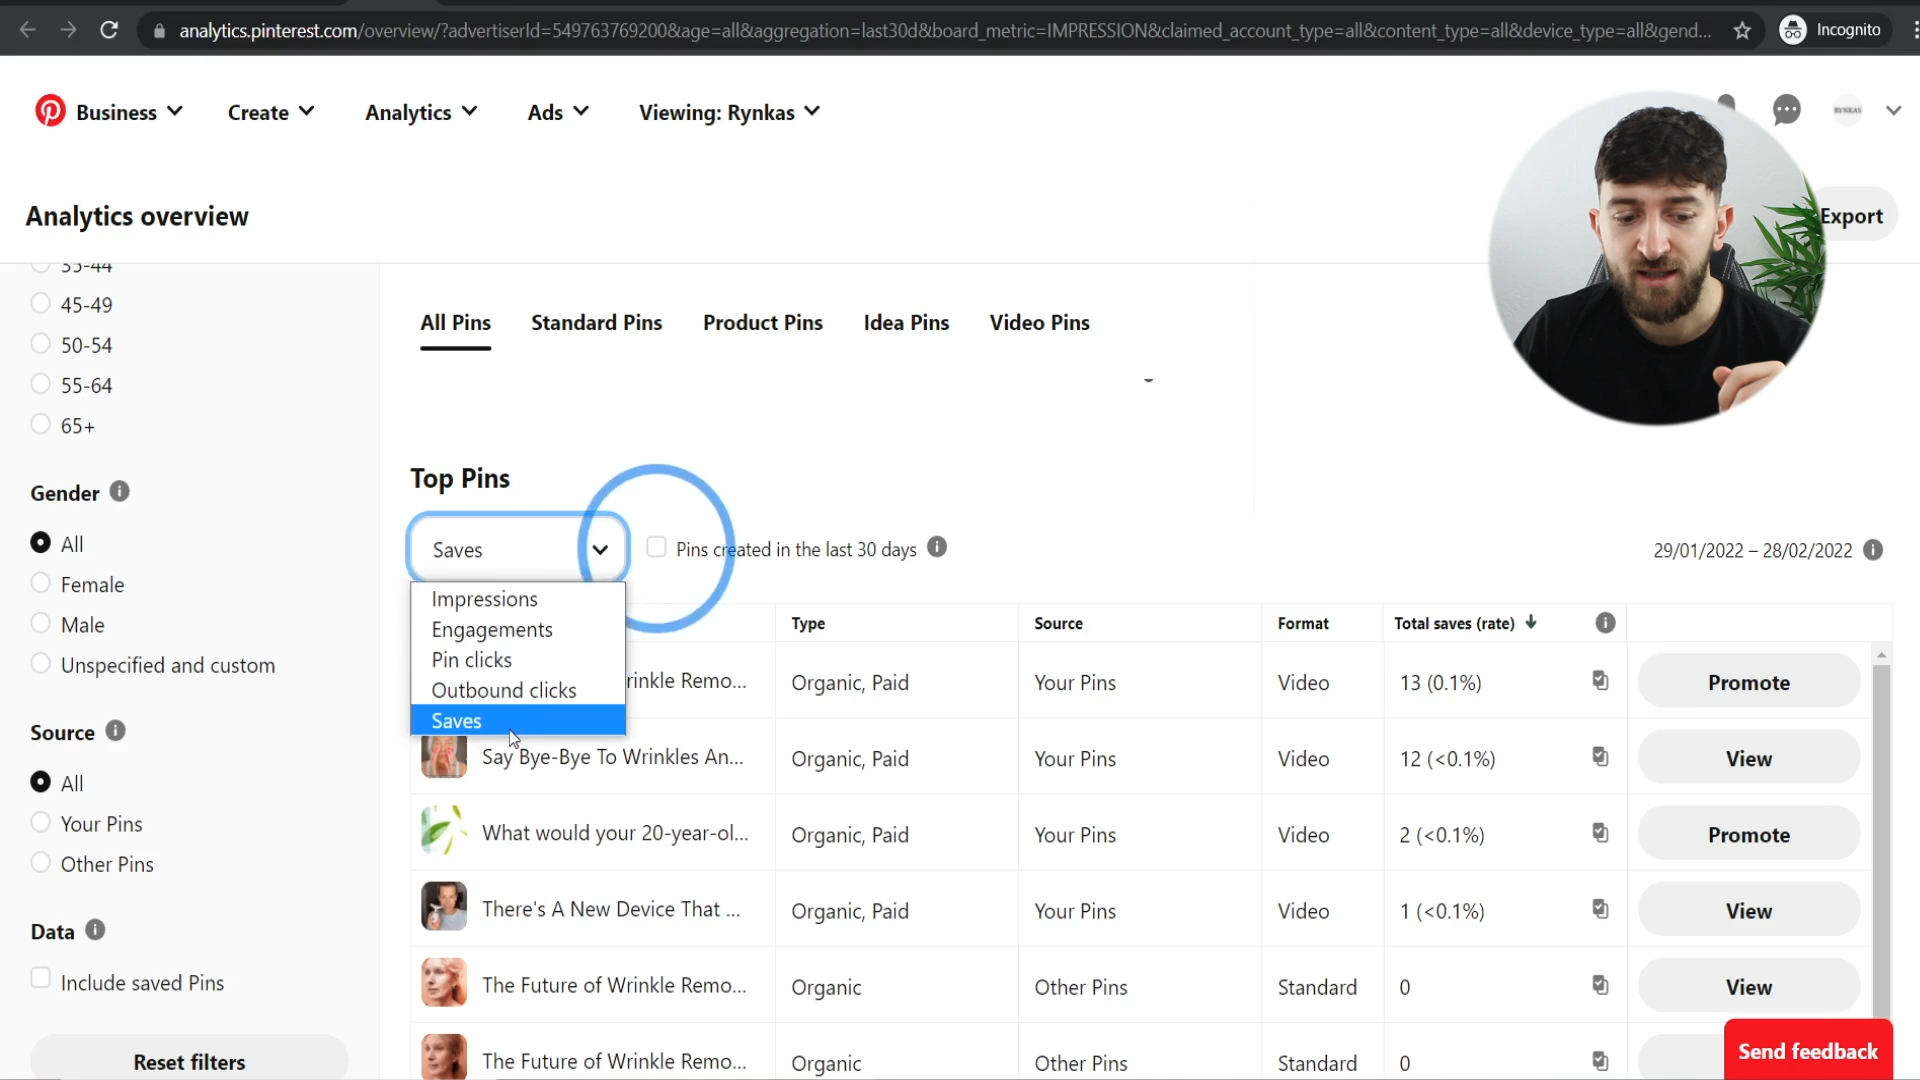 analytics.pinterest.com/overview/?advertiserId=549763769200&age=all&aggregation=last30d&board_metric=IMPRESSION&claimed_account_type=all&content_type=all&device_type=all&gend...
Incognito
Business
Create
Analytics
Ads
Viewing: Rynkas
RYNKAS
Analytics overview
Export
35-44
45-49
50-54
55-64
65+
Gender
All
Female
Male
Unspecified and custom
Source
All
Your Pins
Other Pins
Data
Include saved Pins
Reset filters
All Pins
Standard Pins
Product Pins
Idea Pins
Video Pins
Top Pins
Saves
Pins created in the last 30 days
29/01/2022 – 28/02/2022
Impressions
Engagements
Pin clicks
Outbound clicks
Saves
Type
Source
Format
Total saves (rate)
rinkle Remo...
Organic, Paid
Your Pins
Video
13 (0.1%)
Promote
Say Bye-Bye To Wrinkles An...
Organic, Paid
Your Pins
Video
12 (<0.1%)
View
What would your 20-year-ol...
Organic, Paid
Your Pins
Video
2 (<0.1%)
Promote
There's A New Device That ...
Organic, Paid
Your Pins
Video
1 (<0.1%)
View
The Future of Wrinkle Remo...
Organic
Other Pins
Standard
0
View
The Future of Wrinkle Remo...
Organic
Other Pins
Standard
0
Send feedback